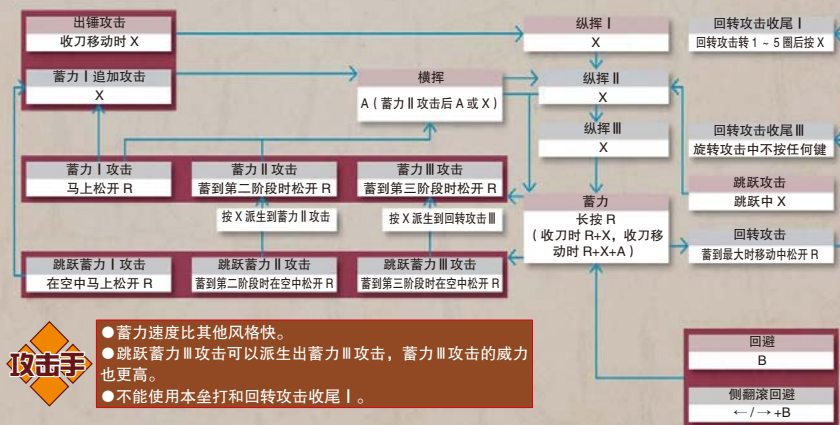 出锤攻击
收刀移动时 X
纵挥Ⅰ
X
回转攻击收尾Ⅰ
回转攻击转 1 ~ 5 圈后按 X
蓄力Ⅰ追加攻击
X
横挥
A（蓄力Ⅱ攻击后 A 或 X）
纵挥Ⅱ
X
纵挥Ⅲ
X
回转攻击收尾Ⅲ
旋转攻击中不按任何键
蓄力Ⅰ攻击
马上松开 R
蓄力Ⅱ攻击
蓄到第二阶段时松开 R
蓄力Ⅲ攻击
蓄到第三阶段时松开 R
跳跃攻击
跳跃中 X
按 X 派生到蓄力Ⅱ攻击
按 X 派生到回转攻击Ⅲ
蓄力
长按 R
（收刀时 R+X，收刀移
动时 R+X+A）
回转攻击
蓄到最大时移动中松开 R
跳跃蓄力Ⅰ攻击
在空中马上松开 R
跳跃蓄力Ⅱ攻击
蓄到第二阶段时在空中松开 R
跳跃蓄力Ⅲ攻击
蓄到第三阶段时在空中松开 R
攻击手
●蓄力速度比其他风格快。
●跳跃蓄力Ⅲ攻击可以派生出蓄力Ⅲ攻击，蓄力Ⅲ攻击的威力
也更高。
●不能使用本垒打和回转攻击收尾Ⅰ。
回避
B
侧翻滚回避
←/→+B